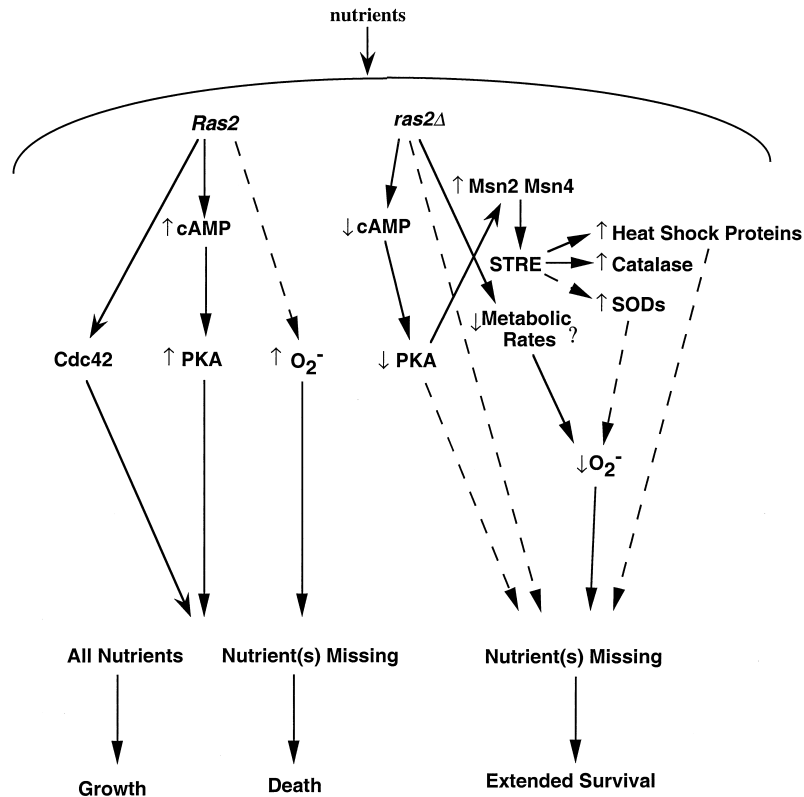 nutrients
Ras2
ras2Δ
↑ Msn2 Msn4
↑ cAMP
↓ cAMP
↑ Heat Shock Proteins
STRE
↑ Catalase
↑ SODs
↓ Metabolic
Rates ?
Cdc42
↑ PKA
↑ O2-
↓ PKA
↓ O2-
All Nutrients
Nutrient(s) Missing
Nutrient(s) Missing
Growth
Death
Extended Survival